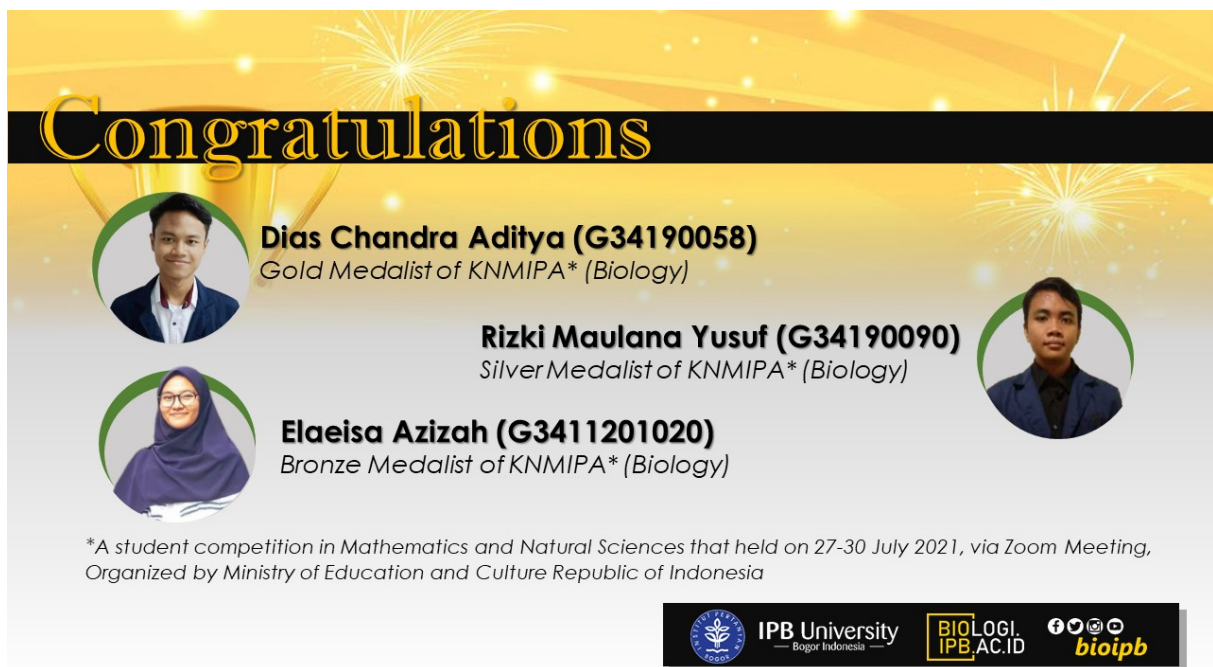 Congratulations
Dias Chandra Aditya (G34190058)
Gold Medalist of KNMIPA* (Biology)
Rizki Maulana Yusuf (G34190090)
Silver Medalist of KNMIPA* (Biology)
Elaeisa Azizah (G3411201020)
Bronze Medalist of KNMIPA* (Biology)
*A student competition in Mathematics and Natural Sciences that held on 27-30 July 2021, via Zoom Meeting,
Organized by Ministry of Education and Culture Republic of Indonesia
INSTITUT PERTANIAN
BOGOR
IPB University
— Bogor Indonesia —
BIOLOGI.
IPB.AC.ID
bioipb